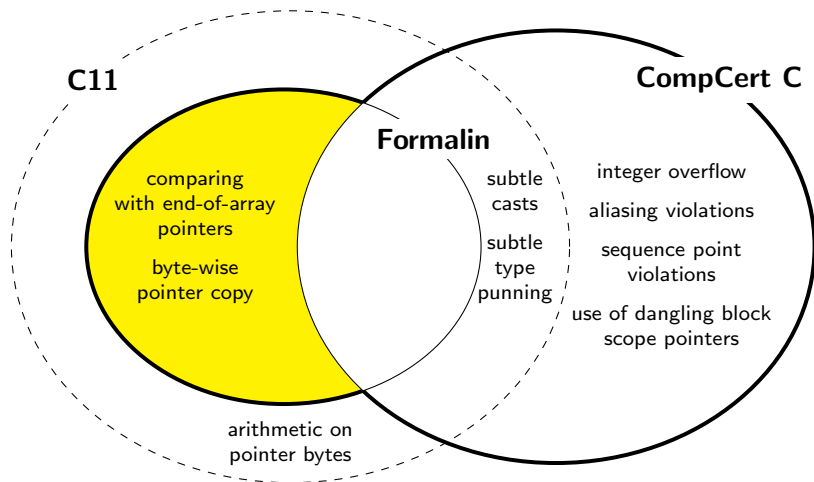 C11
CompCert C
Formalin
comparing
with end-of-array
pointers
byte-wise
pointer copy
subtle
casts
subtle
type
punning
integer overflow
aliasing violations
sequence point
violations
use of dangling block
scope pointers
arithmetic on
pointer bytes